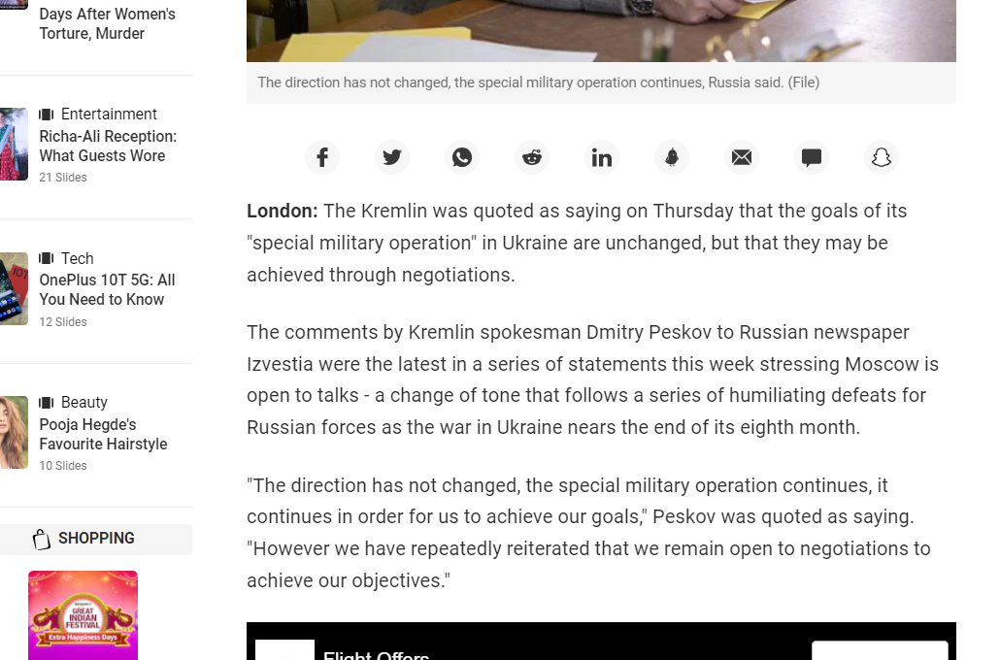 Days After Women's
Torture, Murder
Entertainment
Richa-Ali Reception:
What Guests Wore
21 Slides
Tech
OnePlus 10T 5G: All
You Need to Know
12 Slides
Beauty
Pooja Hegde's
Favourite Hairstyle
10 Slides
SHOPPING
GREAT
INDIAN
FESTIVAL
Extra Happiness Days
The direction has not changed, the special military operation continues, Russia said. (File)
London: The Kremlin was quoted as saying on Thursday that the goals of its
"special military operation" in Ukraine are unchanged, but that they may be
achieved through negotiations.
The comments by Kremlin spokesman Dmitry Peskov to Russian newspaper
Izvestia were the latest in a series of statements this week stressing Moscow is
open to talks - a change of tone that follows a series of humiliating defeats for
Russian forces as the war in Ukraine nears the end of its eighth month.
"The direction has not changed, the special military operation continues, it
continues in order for us to achieve our goals," Peskov was quoted as saying.
"However we have repeatedly reiterated that we remain open to negotiations to
achieve our objectives."
Flight Offers